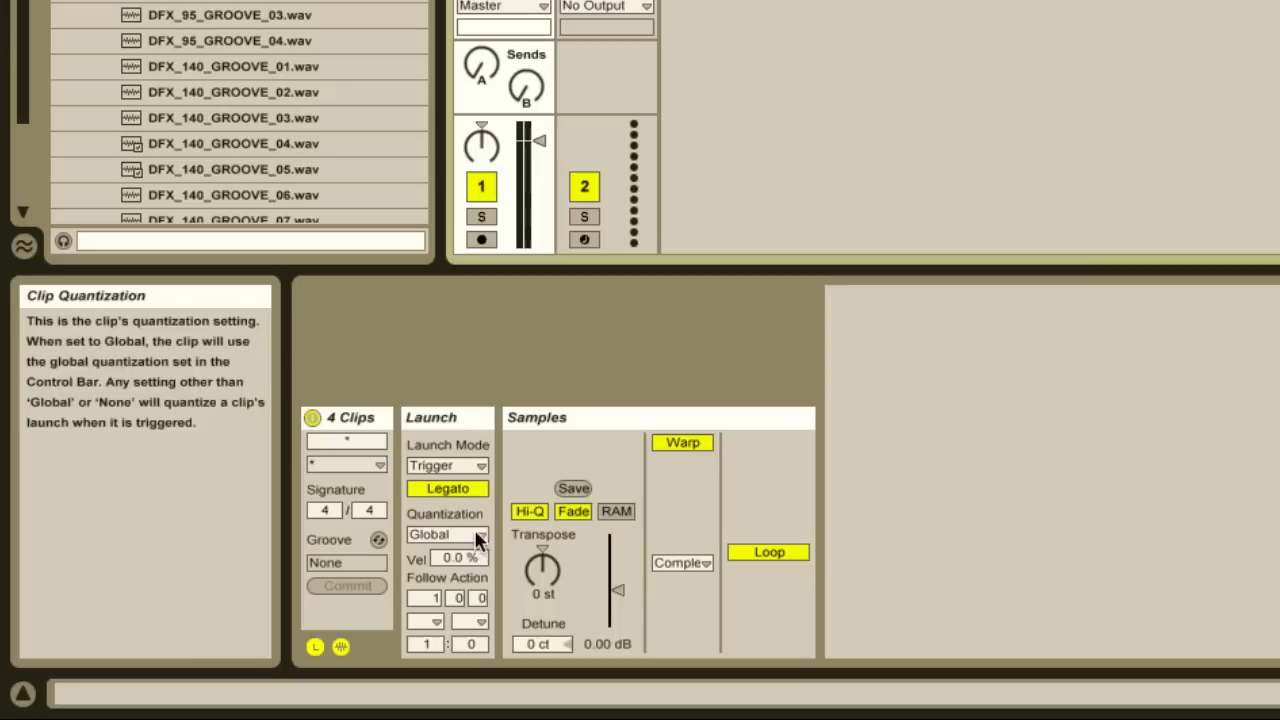 DFX_95_GROOVE_03.wav
DFX_95_GROOVE_04.wav
DFX_140_GROOVE_01.wav
DFX_140_GROOVE_02.wav
DFX_140_GROOVE_03.wav
DFX_140_GROOVE_04.wav
DFX_140_GROOVE_05.wav
DFX_140_GROOVE_06.wav
DFX_140_GROOVE_07.wav
Master
No Output
Sends
A
B
1
2
S
S
Clip Quantization
This is the clip's quantization setting.
When set to Global, the clip will use
the global quantization set in the
Control Bar. Any setting other than
‘Global’ or ‘None’ will quantize a clip's
launch when it is triggered.
4 Clips
*
*
Signature
4 / 4
Groove
None
Commit
L
Launch
Launch Mode
Trigger
Legato
Quantization
Global
Vel 0.0 %
Follow Action
1 0 0
1 : 0
Samples
Save
Hi-Q Fade RAM
Transpose
0 st
Detune
0 ct 0.00 dB
Warp
Comple
Loop